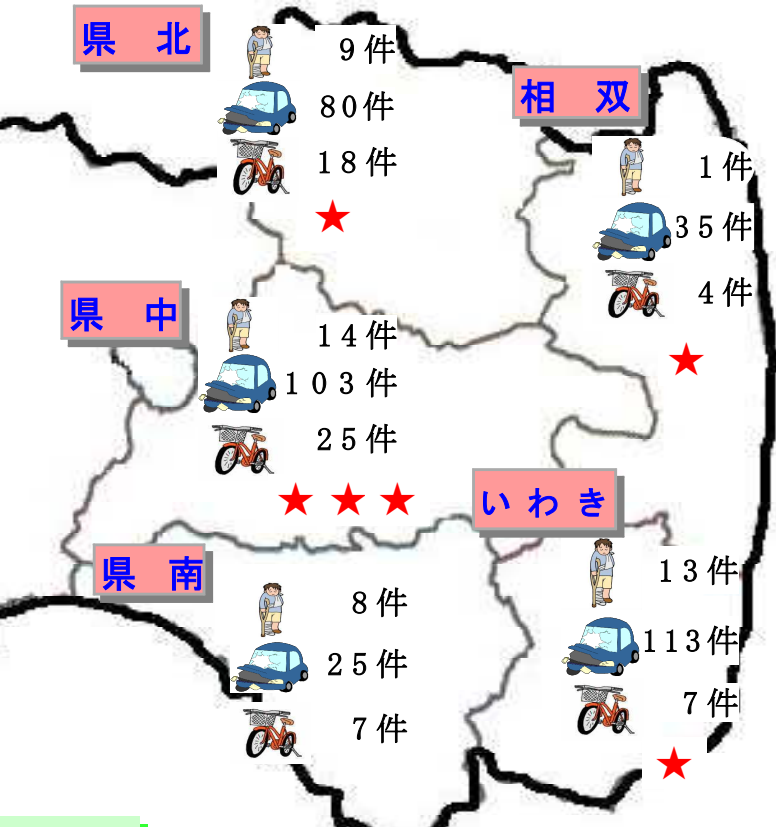 県 北
9件
80件
18件
★
相 双
1件
35件
4件
★
県 中
14件
103件
25件
★ ★ ★
県 南
8件
25件
7件
いわき
13件
113件
7件
★